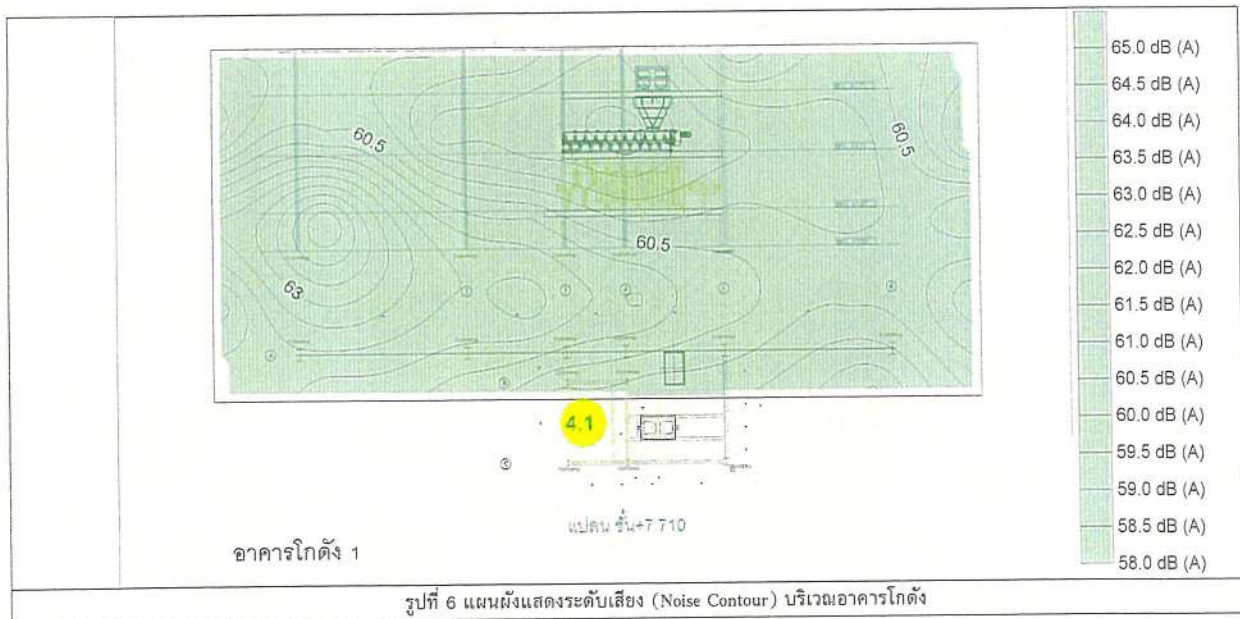 60.5
60.5
60.5
63
4.1
แปลน ชั้น+7.710
อาคารโกดัง 1
65.0 dB (A)
64.5 dB (A)
64.0 dB (A)
63.5 dB (A)
63.0 dB (A)
62.5 dB (A)
62.0 dB (A)
61.5 dB (A)
61.0 dB (A)
60.5 dB (A)
60.0 dB (A)
59.5 dB (A)
59.0 dB (A)
58.5 dB (A)
58.0 dB (A)
รูปที่ 6 แผนผังแสดงระดับเสียง (Noise Contour) บริเวณอาคารโกดัง